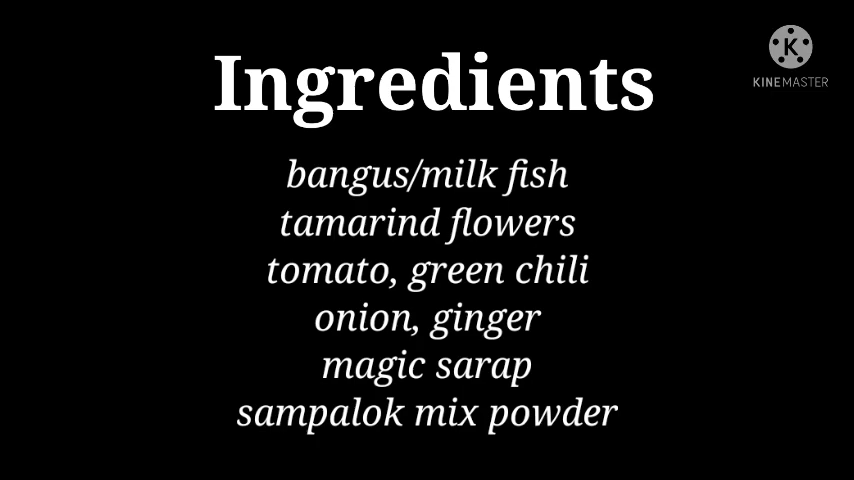 Ingredients
K
KINEMASTER
bangus/milk fish
tamarind flowers
tomato, green chili
onion, ginger
magic sarap
sampalok mix powder